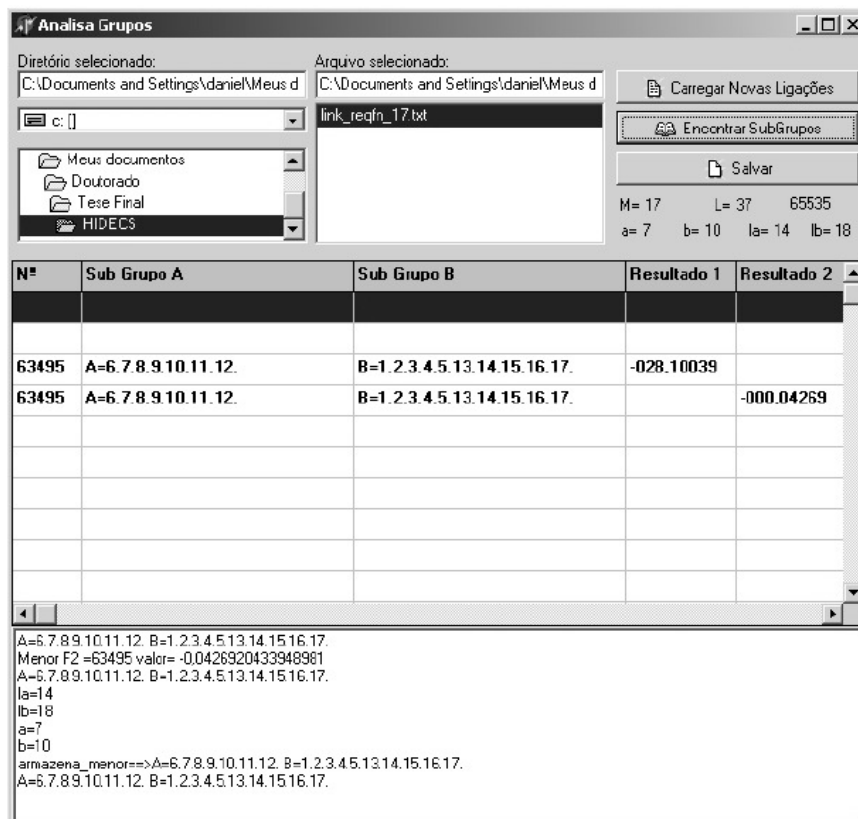 Analisa Grupos
Diretório selecionado:
Arquivo selecionado:
C:\Documents and Settings\daniel\Meus d
C:\Documents and Settings\daniel\Meus d
Carregar Novas Ligações
c: []
link_reqfn_17.txt
Encontrar SubGrupos
Meus documentos
Doutorado
Tese Final
HIDECS
Salvar
M= 17 L= 37 65535
a= 7 b= 10 la= 14 lb= 18
Nº Sub Grupo A Sub Grupo B Resultado 1 Resultado 2
63495 A=6.7.8.9.10.11.12. B=1.2.3.4.5.13.14.15.16.17. -028.10039
63495 A=6.7.8.9.10.11.12. B=1.2.3.4.5.13.14.15.16.17. -000.04269
A=6.7.8.9.10.11.12. B=1.2.3.4.5.13.14.15.16.17.
Menor F2 =63495 valor= -0,0426920433948981
A=6.7.8.9.10.11.12. B=1.2.3.4.5.13.14.15.16.17.
la=14
lb=18
a=7
b=10
armazena_menor==>A=6.7.8.9.10.11.12. B=1.2.3.4.5.13.14.15.16.17.
A=6.7.8.9.10.11.12. B=1.2.3.4.5.13.14.15.16.17.